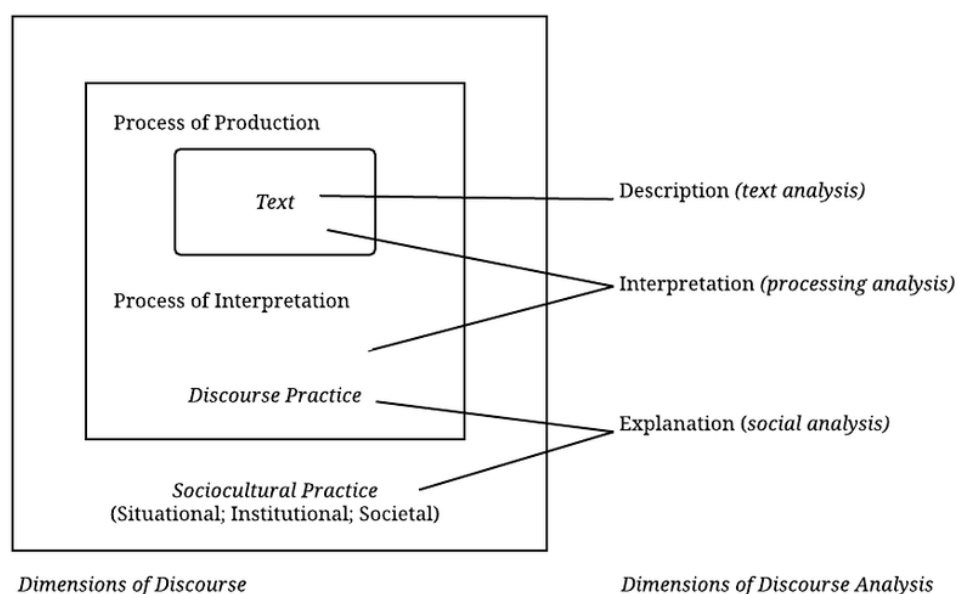 Process of Production
Text
Description (text analysis)
Interpretation (processing analysis)
Process of Interpretation
Discourse Practice
Explanation (social analysis)
Sociocultural Practice
(Situational; Institutional; Societal)
Dimensions of Discourse
Dimensions of Discourse Analysis